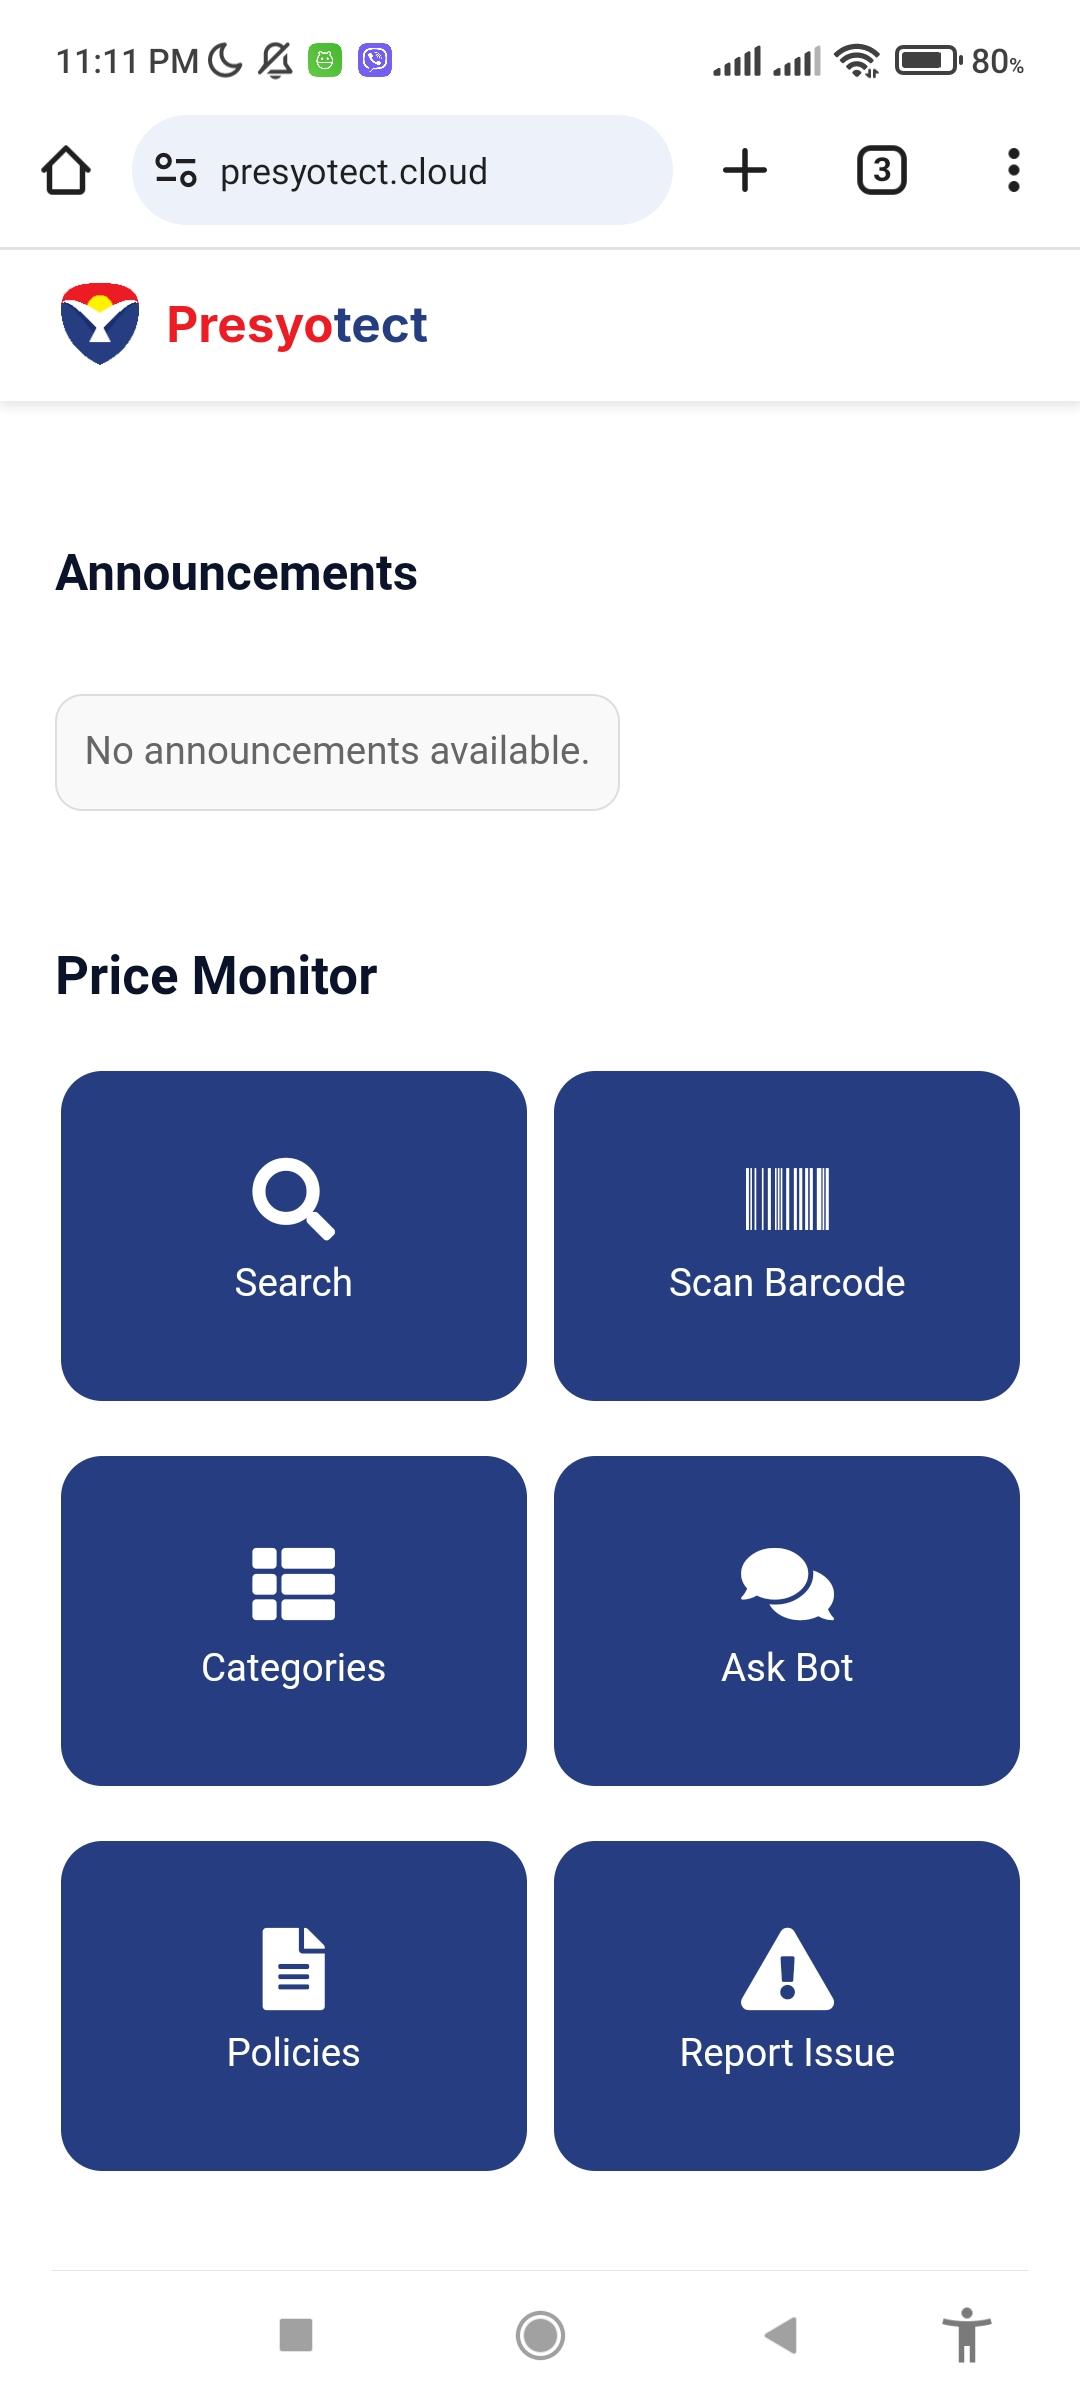 11:11 PM 80%
presyotect.cloud 3
Presyotect
Announcements
No announcements available.
Price Monitor
Search Scan Barcode
Categories Ask Bot
Policies Report Issue